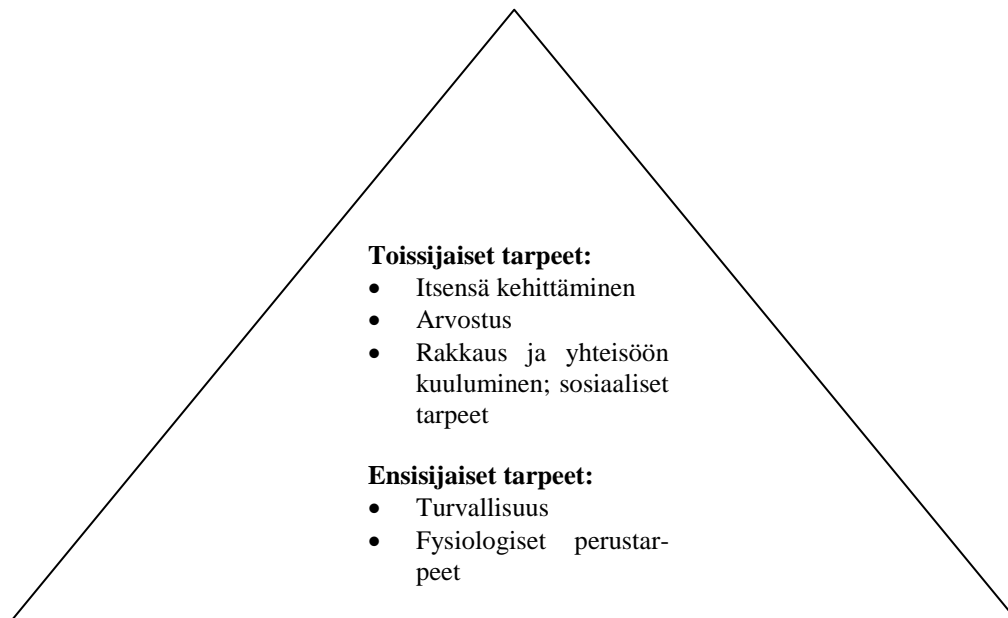 Toissijaiset tarpeet:
• Itsensä kehittäminen
• Arvostus
• Rakkaus ja yhteisöön
kuuluminen; sosiaaliset
tarpeet
Ensisijaiset tarpeet:
• Turvallisuus
• Fysiologiset perustar-
peet